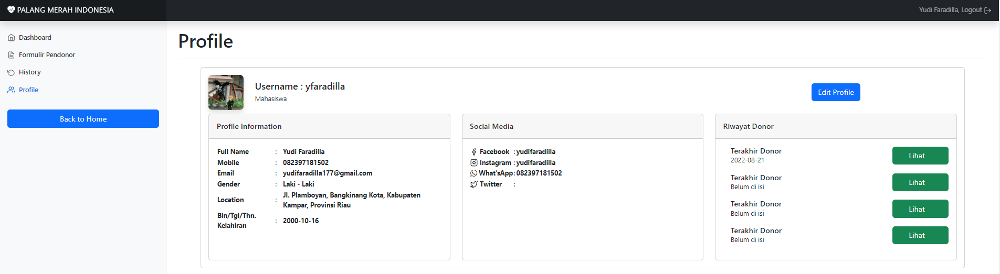 PALANG MERAH INDONESIA
Yudi Faradilla, Logout
Dashboard
Formulir Pendonor
History
Profile
Back to Home
Profile
Username : yfaradilla
Mahasiswa
Edit Profile
Profile Information
Full Name : Yudi Faradilla
Mobile : 082397181502
Email : yudifaradilla177@gmail.com
Gender : Laki - Laki
Location : Jl. Plamboyan, Bangkinang Kota, Kabupaten
Kampar, Provinsi Riau
Bln/Tgl/Thn.
Kelahiran : 2000-10-16
Social Media
Facebook : yudifaradilla
Instagram : yudifaradilla
What'sApp : 082397181502
Twitter :
Riwayat Donor
Terakhir Donor
2022-08-21
Lihat
Terakhir Donor
Belum di isi
Lihat
Terakhir Donor
Belum di isi
Lihat
Terakhir Donor
Belum di isi
Lihat